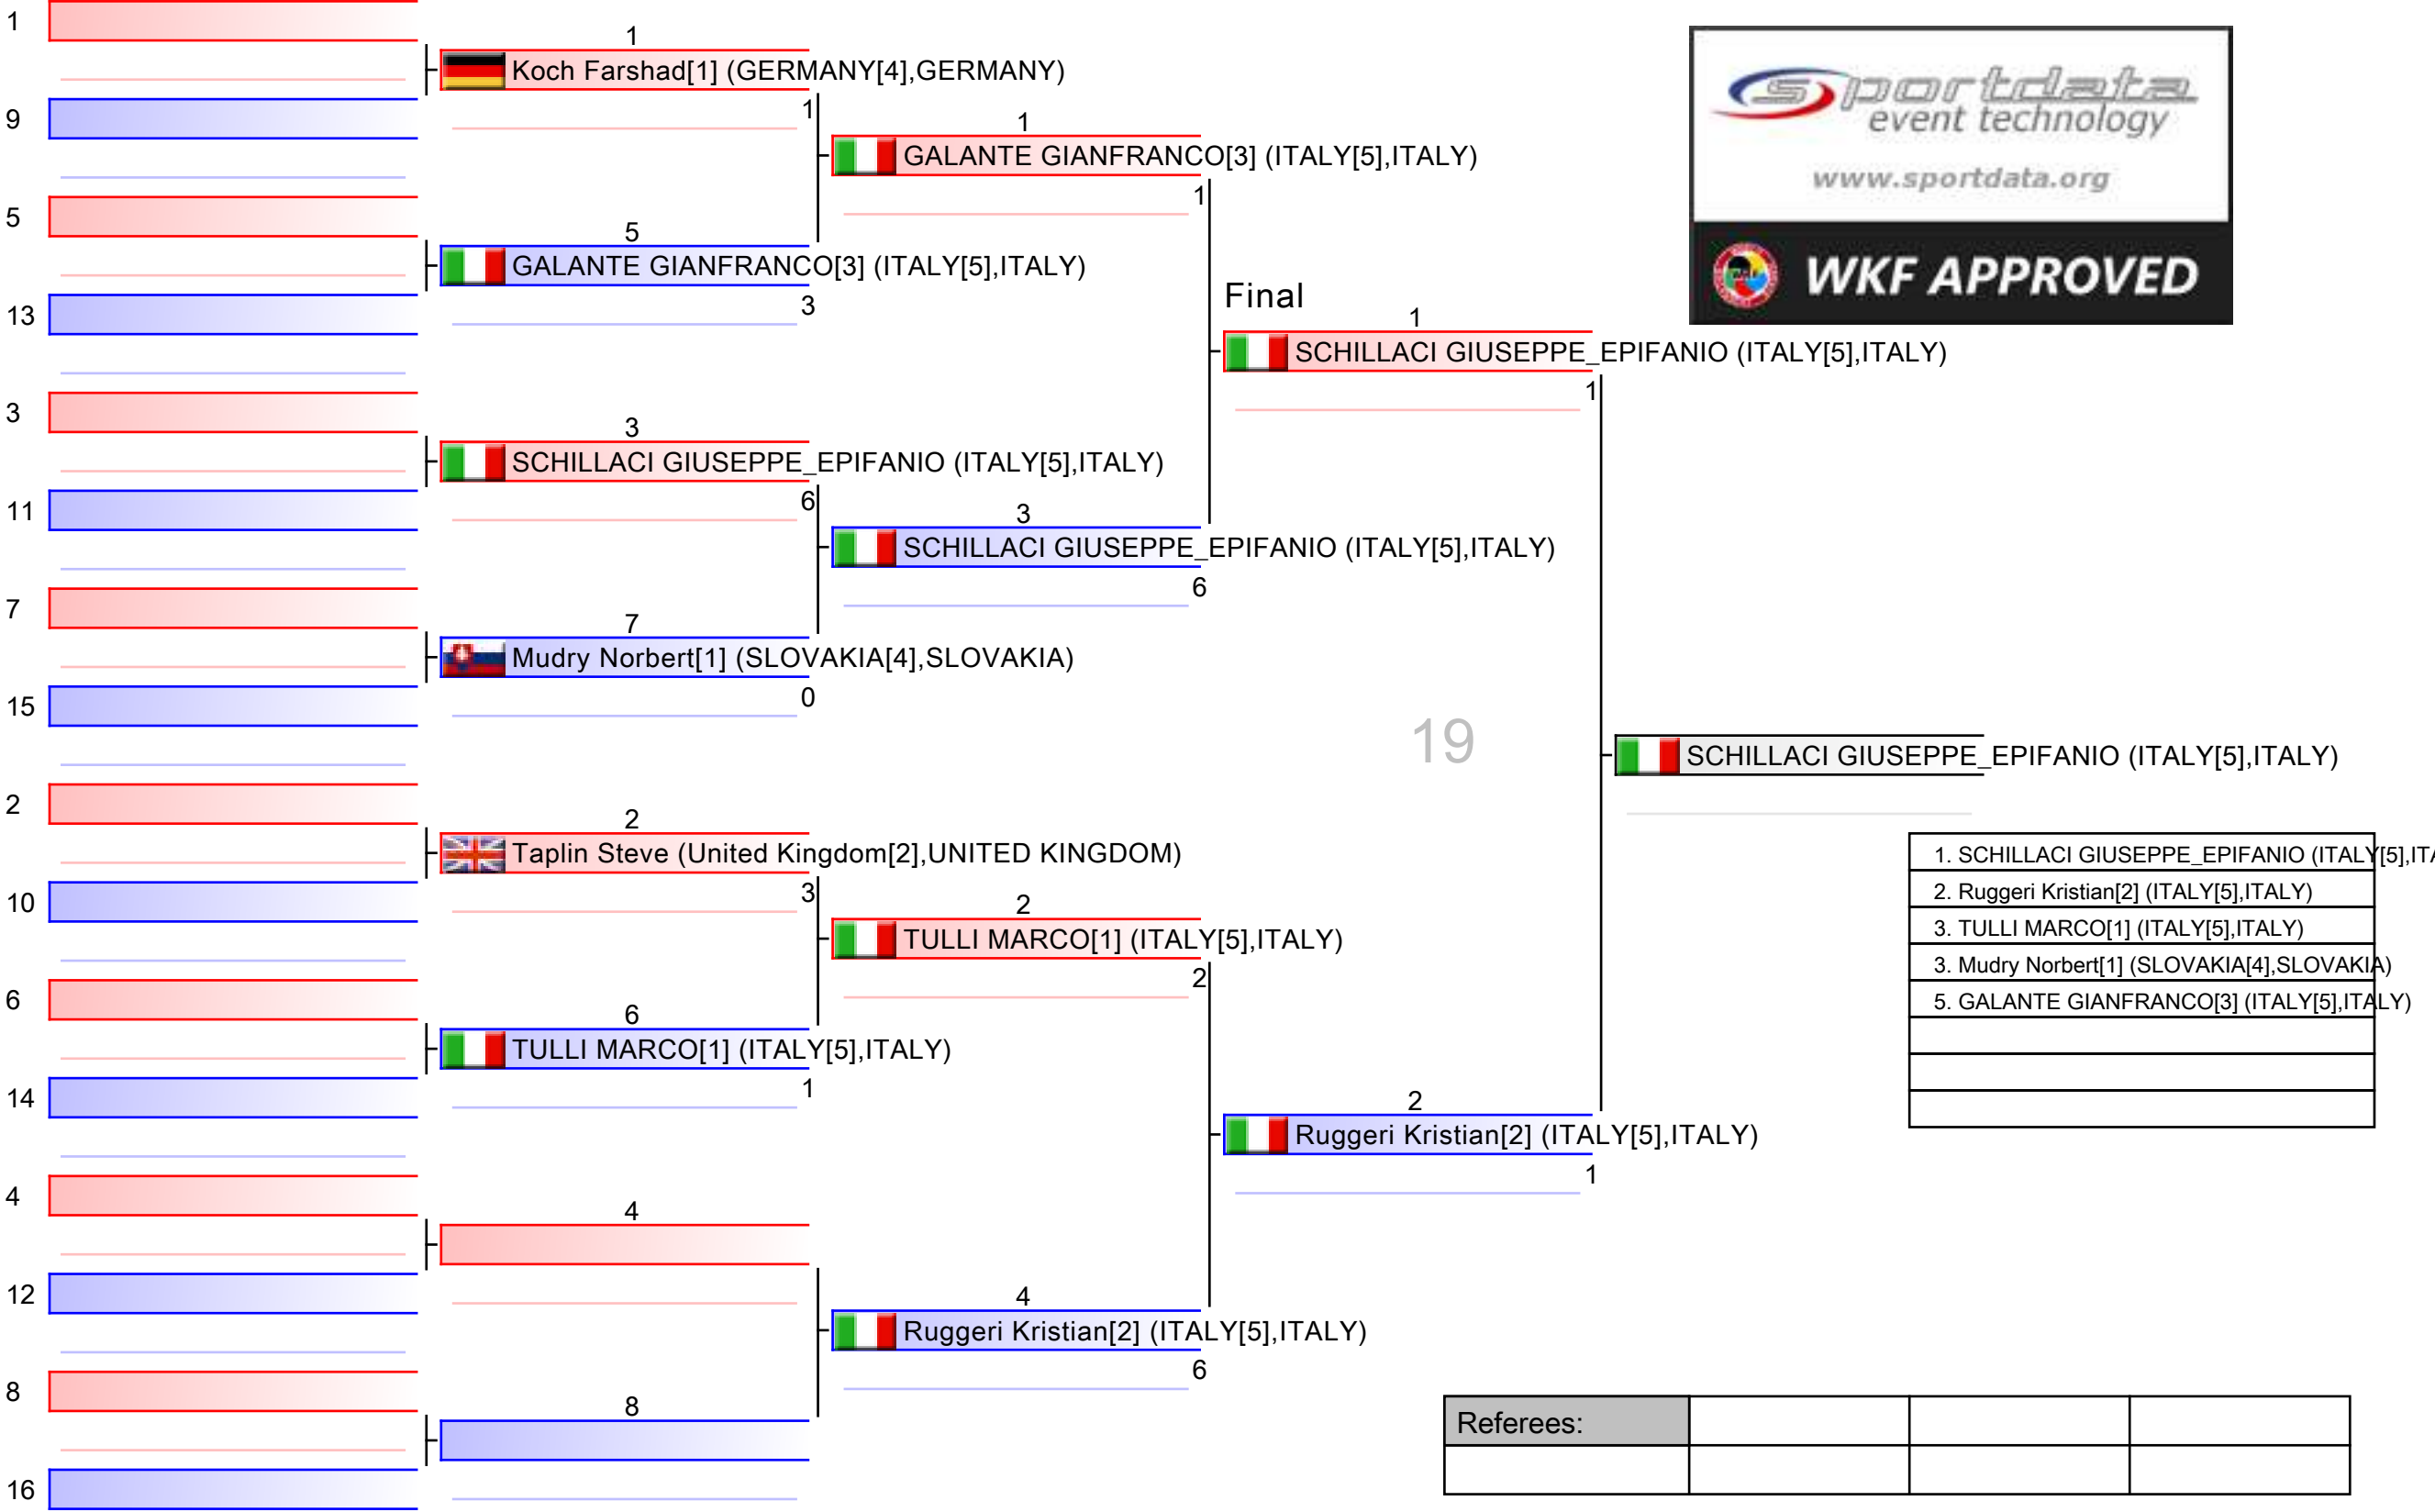 1
9
5
13
3
11
7
15
2
10
6
14
4
12
8
16
1
Koch Farshad[1] (GERMANY[4],GERMANY)
1
5
GALANTE GIANFRANCO[3] (ITALY[5],ITALY)
3
3
SCHILLACI GIUSEPPE_EPIFANIO (ITALY[5],ITALY)
6
7
Mudry Norbert[1] (SLOVAKIA[4],SLOVAKIA)
0
2
Taplin Steve (United Kingdom[2],UNITED KINGDOM)
3
6
TULLI MARCO[1] (ITALY[5],ITALY)
1
4
8
1
GALANTE GIANFRANCO[3] (ITALY[5],ITALY)
1
3
SCHILLACI GIUSEPPE_EPIFANIO (ITALY[5],ITALY)
6
2
TULLI MARCO[1] (ITALY[5],ITALY)
2
4
Ruggeri Kristian[2] (ITALY[5],ITALY)
6
Final
1
SCHILLACI GIUSEPPE_EPIFANIO (ITALY[5],ITALY)
1
19
2
Ruggeri Kristian[2] (ITALY[5],ITALY)
1
SCHILLACI GIUSEPPE_EPIFANIO (ITALY[5],ITALY)
sportdata
event technology
www.sportdata.org
WKF APPROVED
1. SCHILLACI GIUSEPPE_EPIFANIO (ITALY[5],ITA
2. Ruggeri Kristian[2] (ITALY[5],ITALY)
3. TULLI MARCO[1] (ITALY[5],ITALY)
3. Mudry Norbert[1] (SLOVAKIA[4],SLOVAKIA)
5. GALANTE GIANFRANCO[3] (ITALY[5],ITALY)
Referees: